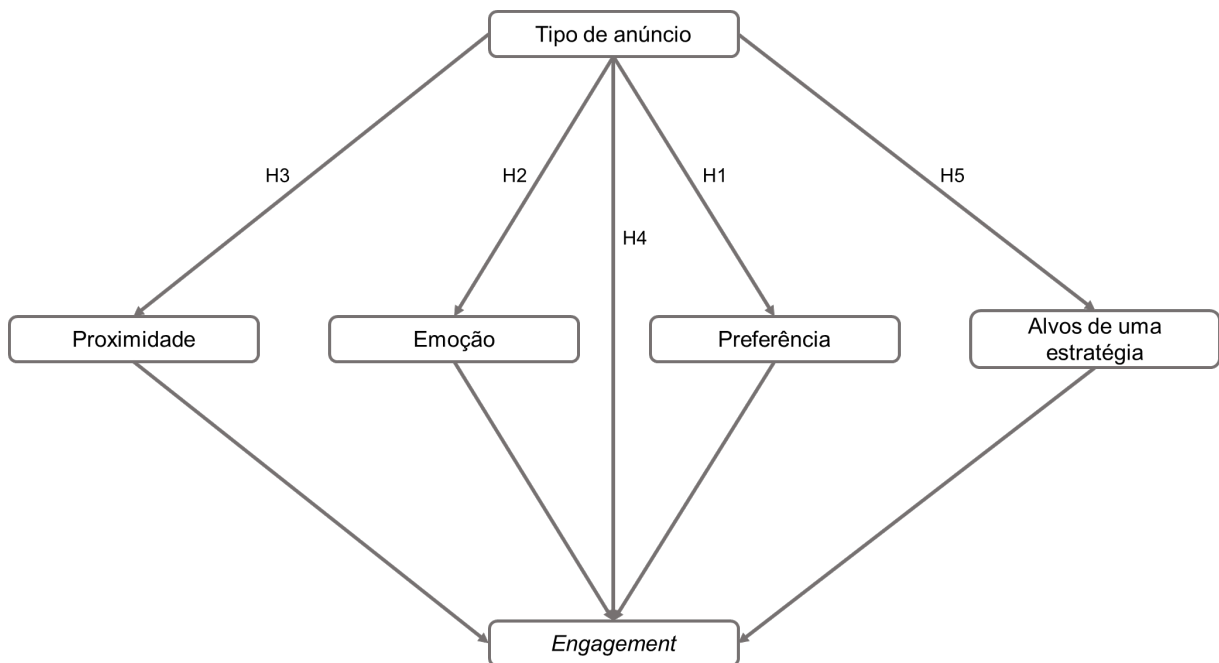 Tipo de anúncio
H3
H2
H1
H5
H4
Proximidade
Emoção
Preferência
Alvos de uma
estratégia
Engagement